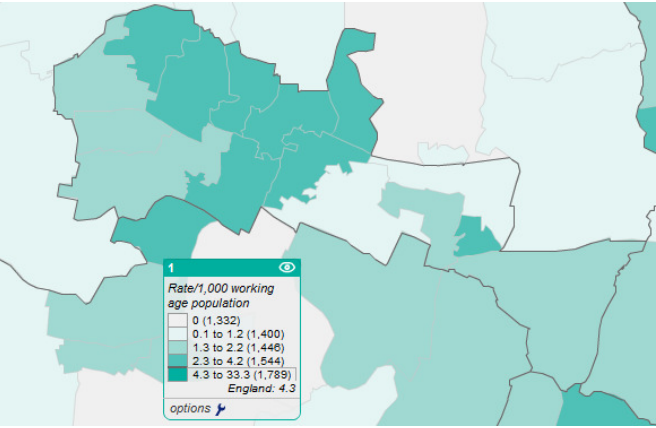 1
Rate/1,000 working
age population
0 (1,332)
0.1 to 1.2 (1,400)
1.3 to 2.2 (1,446)
2.3 to 4.2 (1,544)
4.3 to 33.3 (1,789)
England: 4.3
options